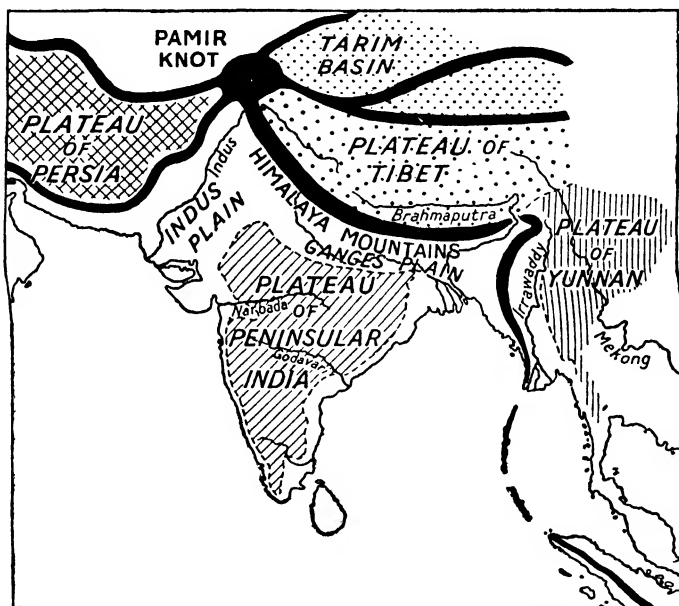 PAMIR
KNOT
TARIM
BASIN
PLATEAU
OF
PERSIA
PLATEAU OF
TIBET
Indus
INDUS
PLAIN
HIMALAYA MOUNTAINS
Brahmaputra
GANGES PLAIN
PLATEAU
OF
YUNNAN
Irrawaddy
Mekong
PLATEAU
Narbada
OF
PENINSULAR
Godavari
INDIA